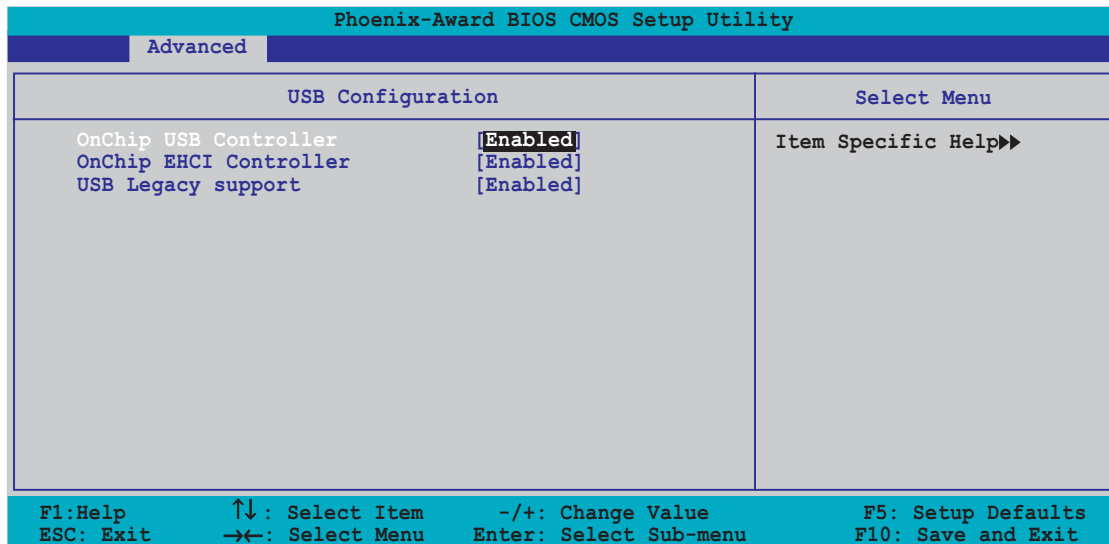 Phoenix-Award BIOS CMOS Setup Utility
Advanced
USB Configuration
Select Menu
OnChip USB Controller [Enabled]
OnChip EHCI Controller [Enabled]
USB Legacy support [Enabled]
Item Specific Help▶▶
F1:Help ↑↓: Select Item -/+: Change Value F5: Setup Defaults
ESC: Exit →←: Select Menu Enter: Select Sub-menu F10: Save and Exit